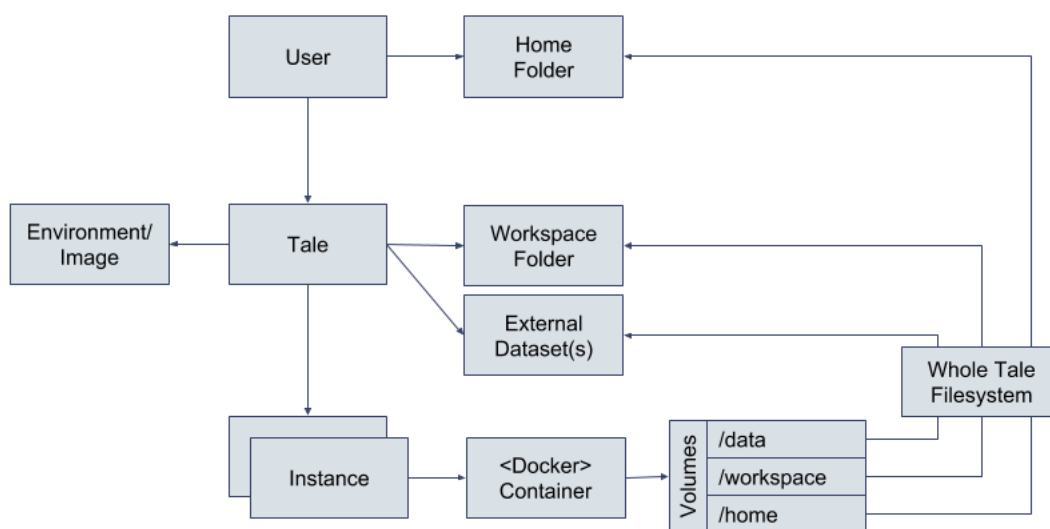 User
Home
Folder
Environment/
Image
Tale
Workspace
Folder
External
Dataset(s)
Whole Tale
Filesystem
Instance
<Docker>
Container
Volumes
/data
/workspace
/home